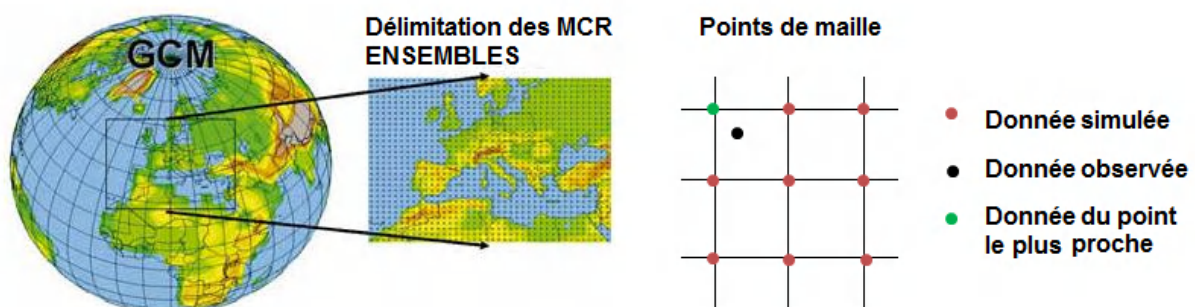 GCM
Délimitation des MCR
ENSEMBLES
Points de maille
Donnée simulée
Donnée observée
Donnée du point
le plus proche